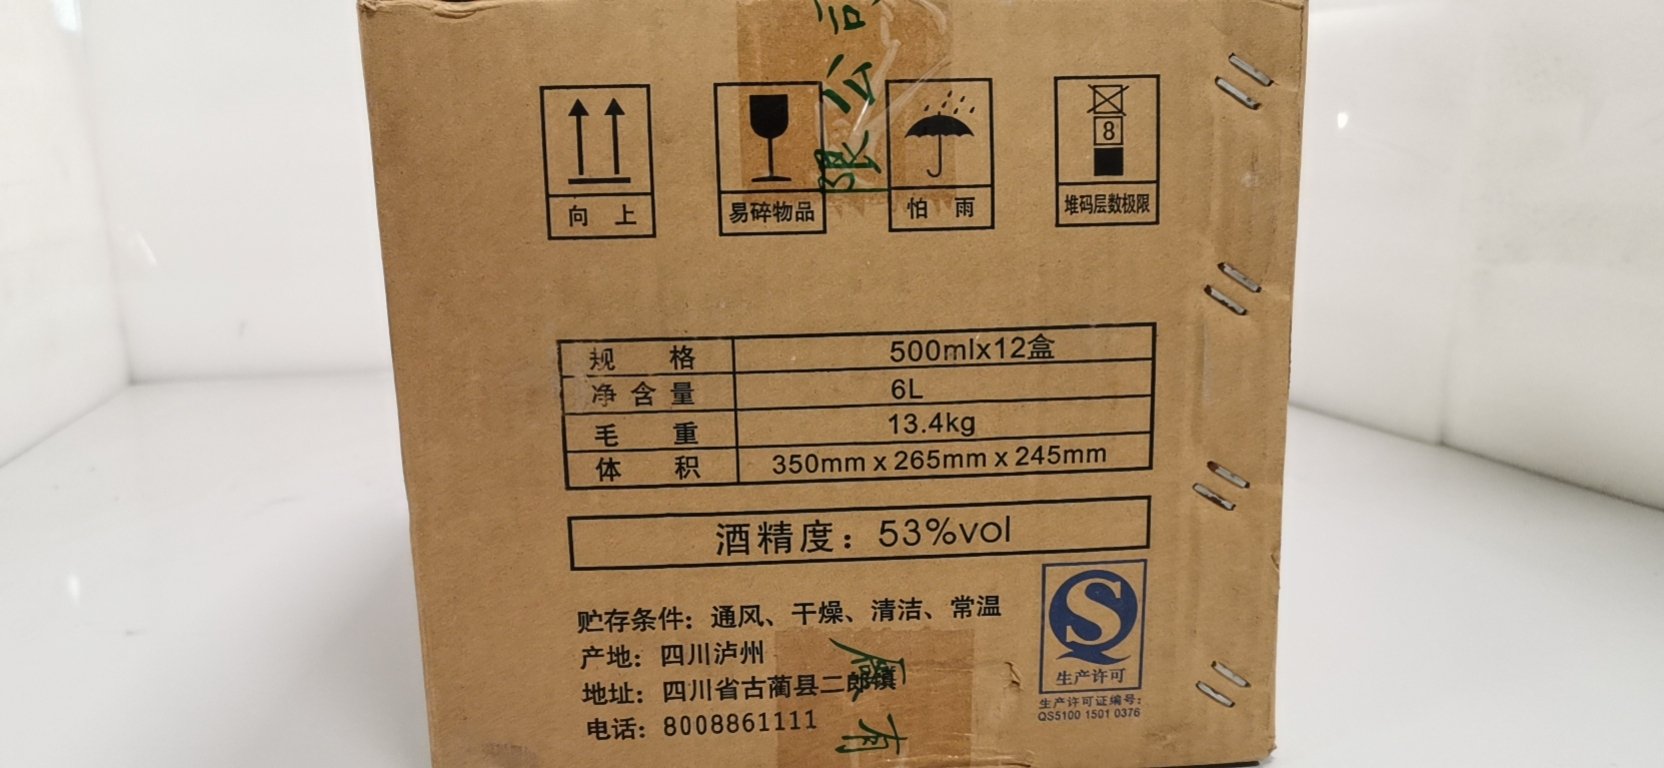 向 上
易碎物品
怕 雨
8
堆码层数极限
规 格 500mlx12盒
净含量 6L
毛 重 13.4kg
体 积 350mm x 265mm x 245mm
酒精度：53%vol
贮存条件：通风、干燥、清洁、常温
产地：四川泸州
地址：四川省古蔺县二郎镇
电话：8008861111
生产许可
生产许可证编号：
QS5100 1501 0376
有
限
公